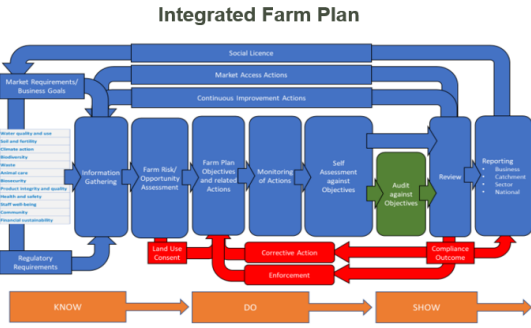 Integrated Farm Plan
Social Licence
Market Requirements/
Business Goals
Market Access Actions
Continuous Improvement Actions
Water quality and use
Soil and fertility
Climate action
Biodiversity
Waste
Animal care
Biosecurity
Product integrity and quality
Health and safety
Staff well-being
Community
Financial sustainability
Information
Gathering
Farm Risk/
Opportunity
Assessment
Farm Plan
Objectives
and related
Actions
Monitoring
of Actions
Self
Assessment
against
Objectives
Audit
against
Objectives
Review
Reporting
• Business
• Catchment
• Sector
• National
Regulatory
Requirements
Land Use
Consent
Corrective Action
Enforcement
Compliance
Outcome
KNOW
DO
SHOW